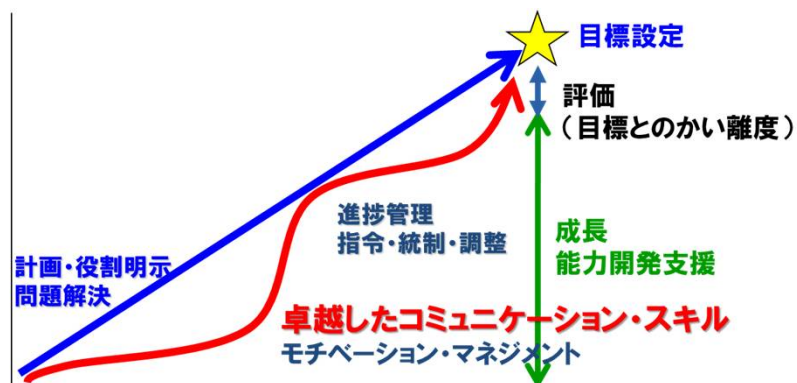 目標設定
評価
（目標とのかい離度）
進捗管理
指令・統制・調整
成長
能力開発支援
計画・役割明示
問題解決
卓越したコミュニケーション・スキル
モチベーション・マネジメント